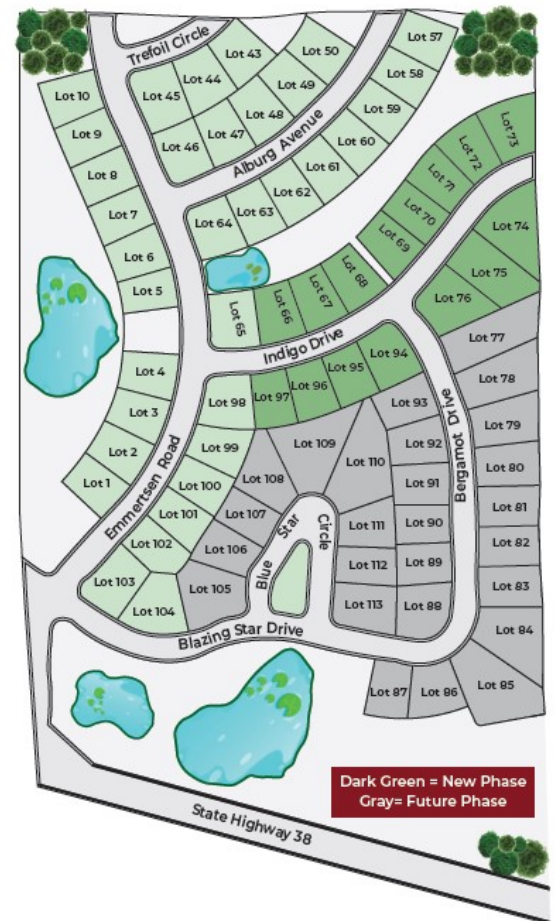 Trefoil Circle
Lot 43
Lot 50
Lot 57
Lot 44
Lot 49
Lot 58
Lot 10
Lot 45
Lot 48
Lot 59
Lot 9
Lot 46
Lot 47
Alburg Avenue
Lot 60
Lot 73
Lot 8
Lot 61
Lot 72
Lot 7
Lot 62
Lot 71
Lot 64
Lot 63
Lot 70
Lot 74
Lot 6
Lot 69
Lot 5
Lot 68
Lot 75
Lot 67
Lot 76
Lot 65
Lot 66
Indigo Drive
Lot 77
Lot 4
Lot 94
Lot 95
Lot 78
Lot 3
Lot 98
Lot 97
Lot 96
Lot 93
Bergamot Drive
Lot 79
Lot 2
Lot 99
Lot 109
Lot 92
Lot 110
Lot 80
Lot 1
Emmertsen Road
Lot 100
Lot 108
Lot 91
Lot 101
Lot 107
Lot 111
Lot 90
Lot 81
Lot 102
Lot 106
Blue Star Circle
Lot 82
Lot 103
Lot 105
Lot 112
Lot 89
Lot 83
Lot 104
Lot 113
Lot 88
Lot 84
Blazing Star Drive
Lot 87
Lot 86
Lot 85
Dark Green = New Phase
Gray= Future Phase
State Highway 38